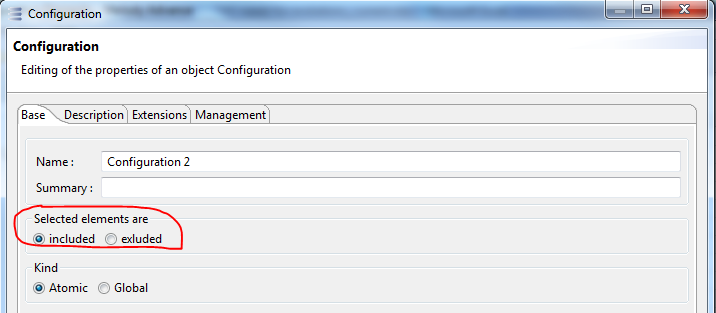 Configuration
Configuration
Editing of the properties of an object Configuration
Base Description Extensions Management
Name : Configuration 2
Summary :
Selected elements are
included exluded
Kind
Atomic Global